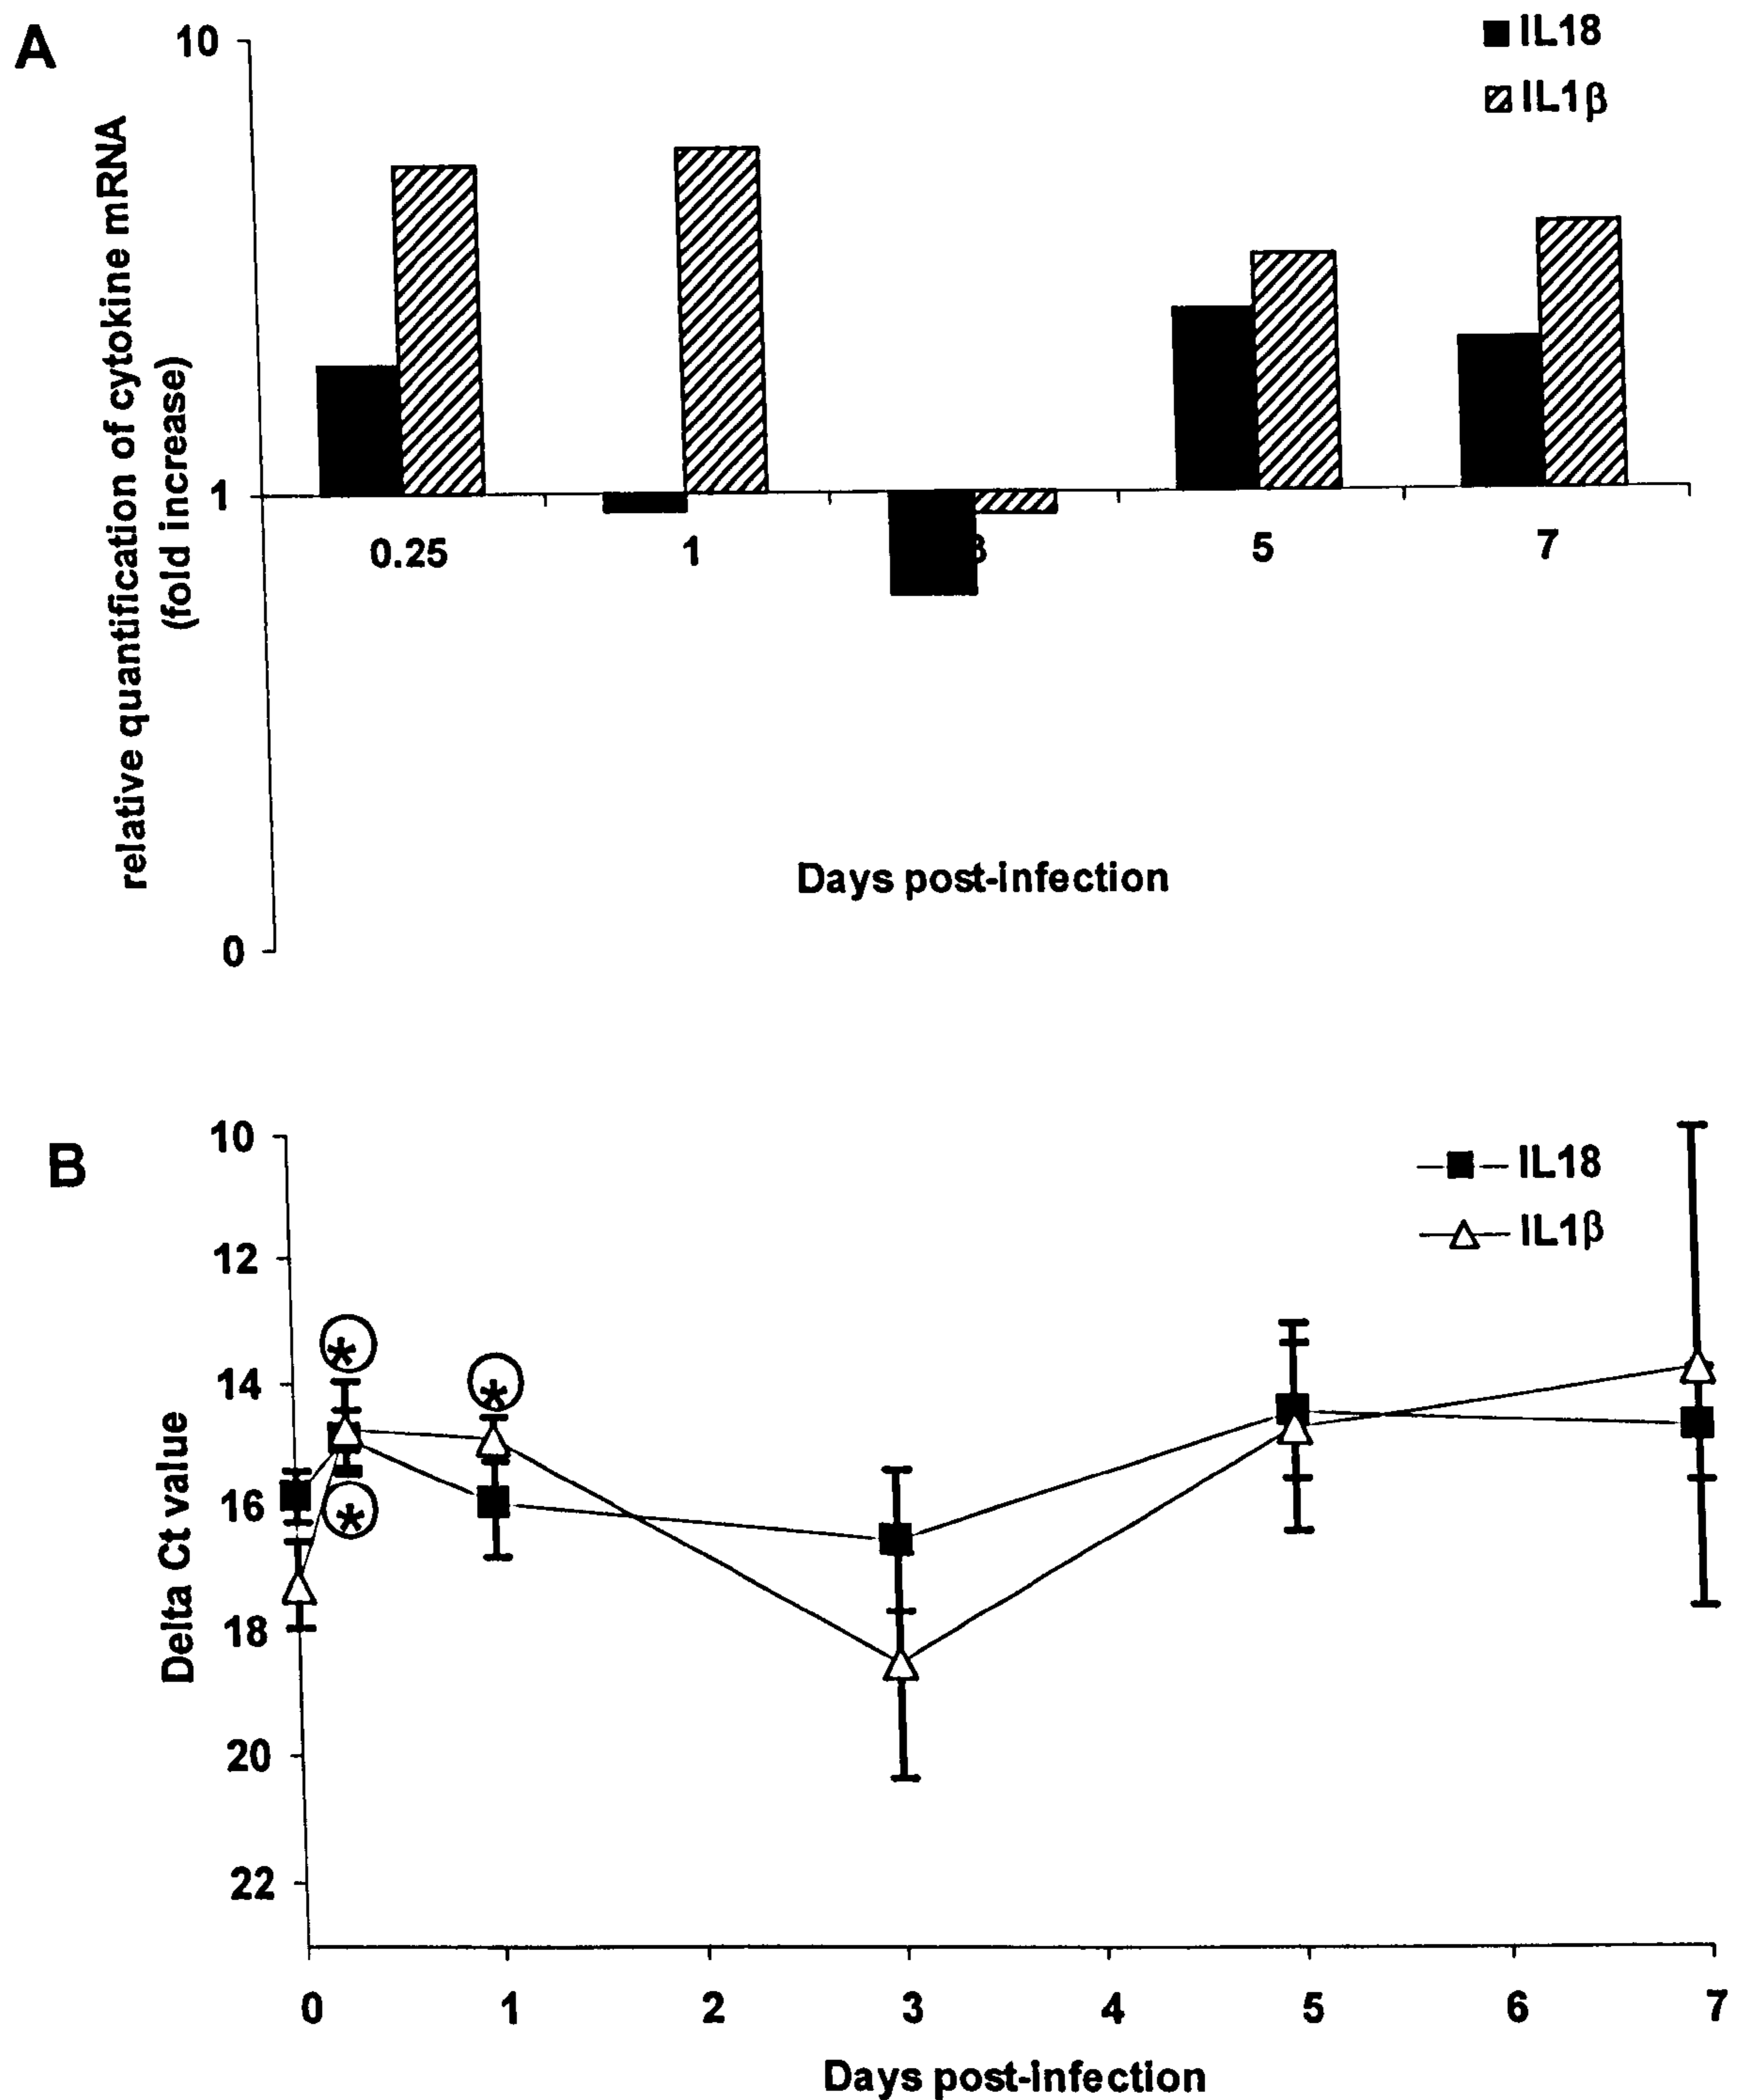 A
10
IL18
IL1β
relative quantification of cytokine mRNA
(fold increase)
1
0.25
1
3
5
7
Days post-infection
0
B
10
IL18
IL1β
12
14
* *
16
*
Delta Ct value
18
20
22
0 1 2 3 4 5 6 7
Days post-infection